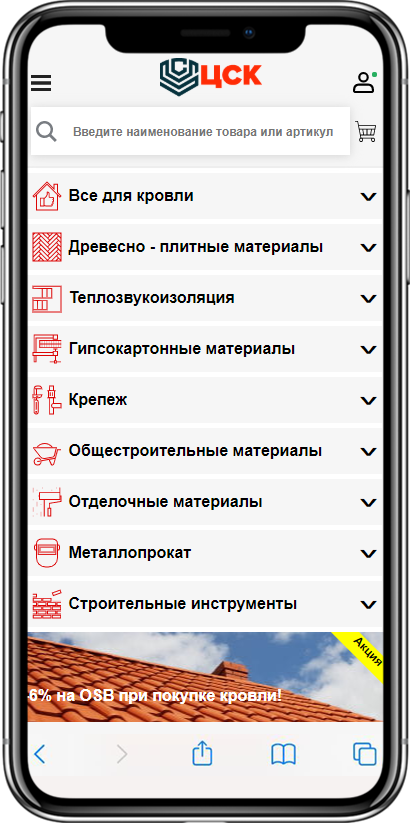 ЦСК
Введите наименование товара или артикул
Все для кровли
Древесно - плитные материалы
Теплозвукоизоляция
Гипсокартонные материалы
Крепеж
Общестроительные материалы
Отделочные материалы
Металлопрокат
Строительные инструменты
Акция
-6% на OSB при покупке кровли!